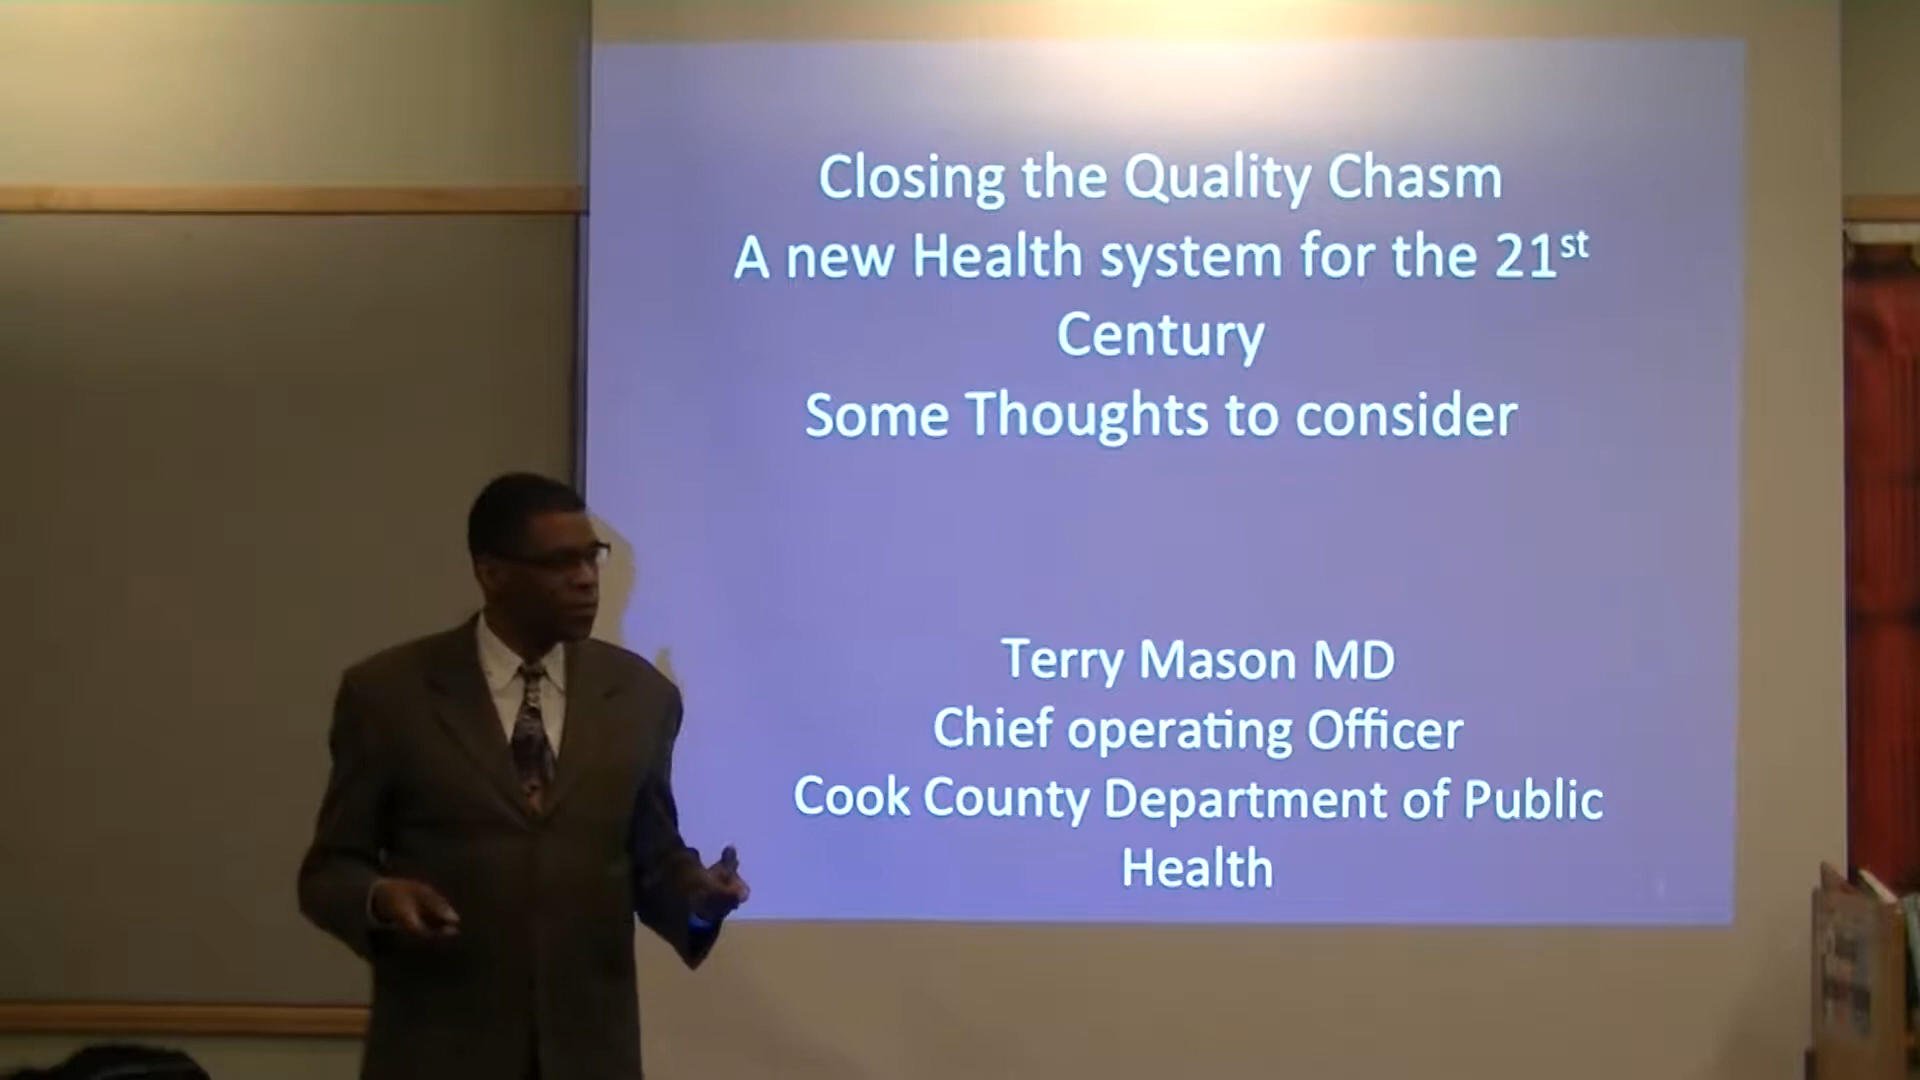 Closing the Quality Chasm
A new Health system for the 21st
Century
Some Thoughts to consider
Terry Mason MD
Chief operating Officer
Cook County Department of Public
Health